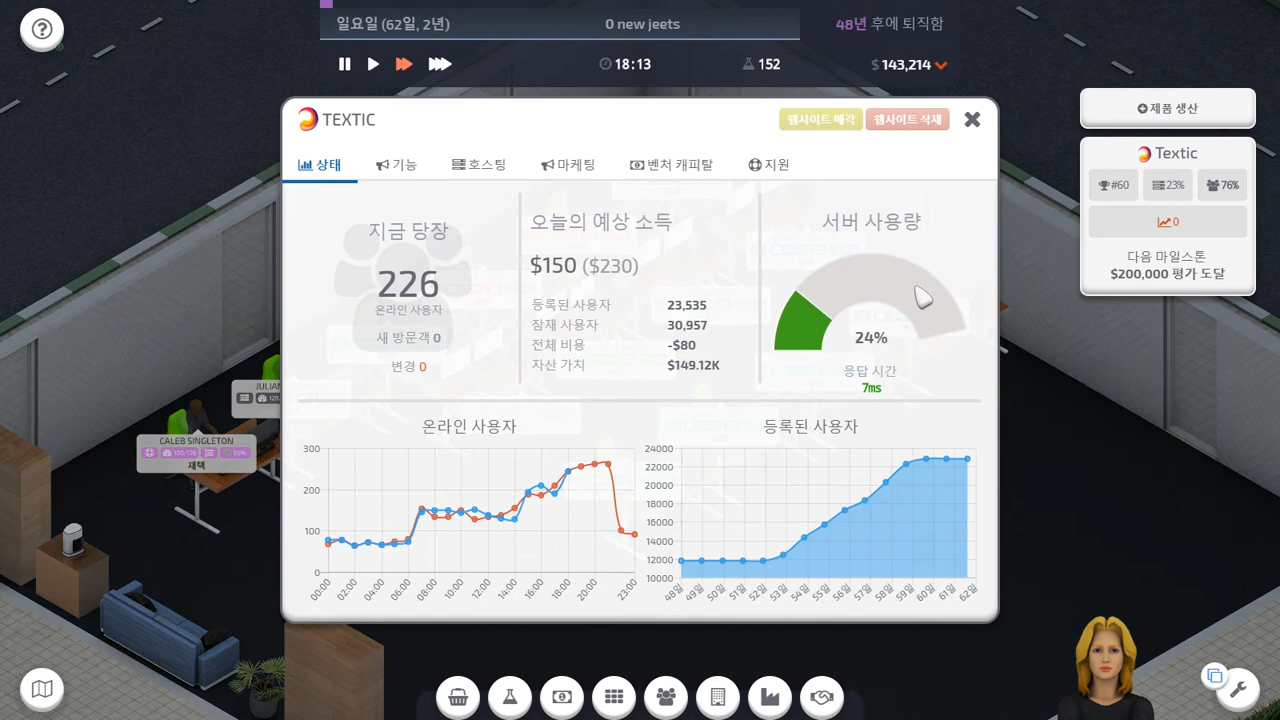 일요일 (62일, 2년)
0 new jeets
48년 후에 퇴직함
18:13
152
$ 143,214
TEXTIC
웹사이트 매각
웹사이트 삭제
상태
기능
호스팅
마케팅
벤처 캐피탈
지원
지금 당장
226
온라인 사용자
새 방문객 0
변경 0
오늘의 예상 소득
$150 ($230)
등록된 사용자 23,535
잠재 사용자 30,957
전체 비용 -$80
자산 가치 $149.12K
서버 사용량
24%
응답 시간
7ms
온라인 사용자
300
200
100
0
00:00 02:00 04:00 06:00 08:00 10:00 12:00 14:00 16:00 18:00 20:00 23:00
등록된 사용자
24000
22000
20000
18000
16000
14000
12000
10000
48일 49일 50일 51일 52일 53일 54일 55일 56일 57일 58일 59일 60일 61일 62일
제품 생산
Textic
#60
23%
76%
0
다음 마일스톤
$200,000 평가 도달
JULIAN
CALEB SINGLETON
100/176
86%
재택